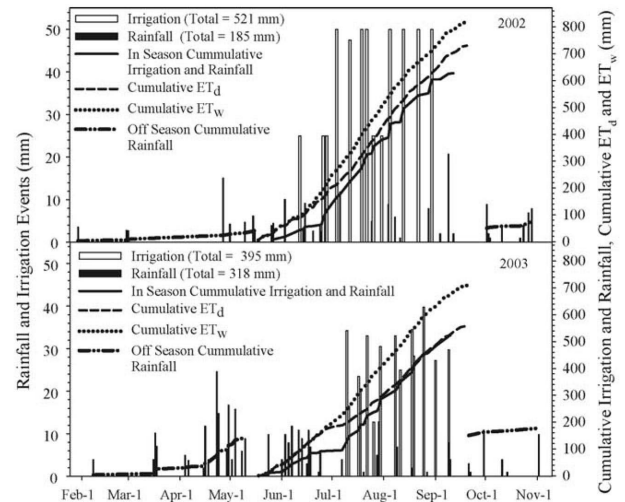 Rainfall and Irrigation Events (mm)
Cumulative Irrigation and Rainfall, Cumulative ETd and ETw (mm)
2002
Irrigation (Total = 521 mm)
Rainfall (Total = 185 mm)
In Season Cummulative
Irrigation and Rainfall
Cumulative ETd
Cumulative ETw
Off Season Cummulative
Rainfall
50
40
30
20
10
0
800
700
600
500
400
300
200
100
0
2003
Irrigation (Total = 395 mm)
Rainfall (Total = 318 mm)
In Season Cummulative Irrigation and Rainfall
Cumulative ETd
Cumulative ETw
Off Season Cummulative
Rainfall
50
40
30
20
10
0
800
700
600
500
400
300
200
100
0
Feb-1 Mar-1 Apr-1 May-1 Jun-1 Jul-1 Aug-1 Sep-1 Oct-1 Nov-1